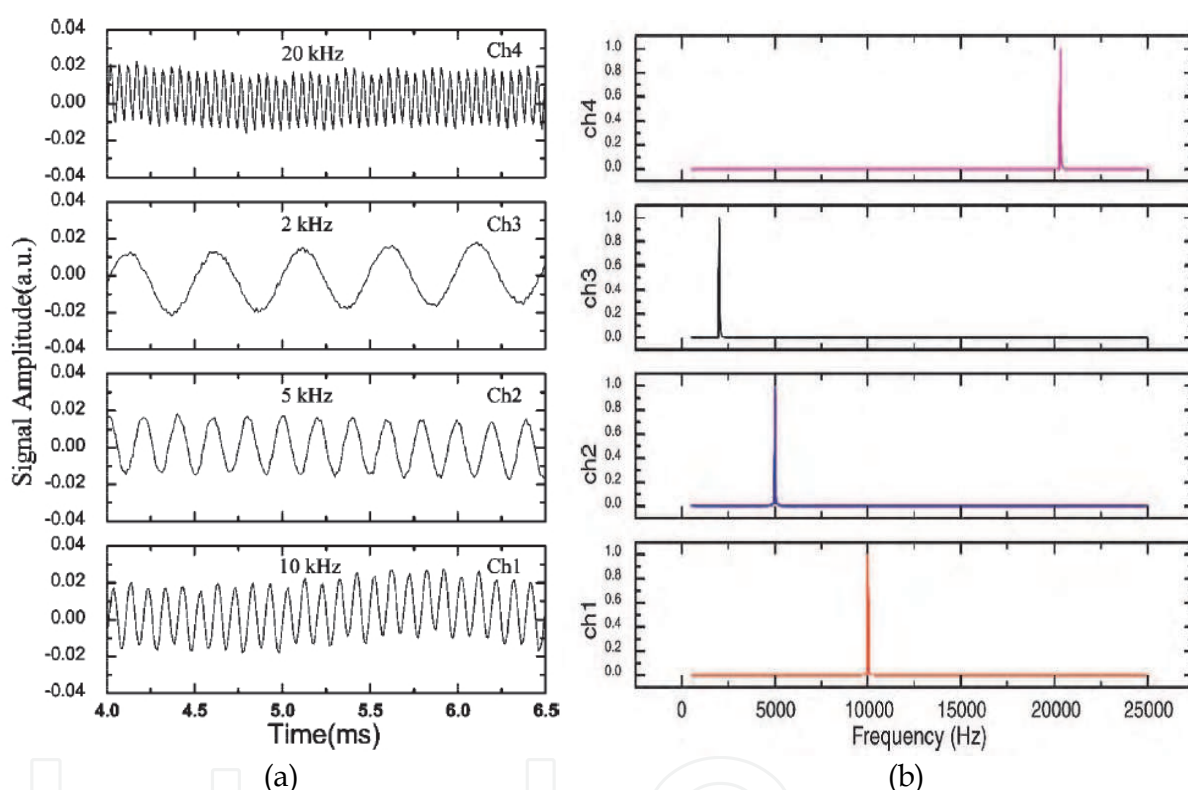 Signal Amplitude(a.u.)
0.04
0.02
0.00
-0.02
-0.04
20 kHz
Ch4
0.04
0.02
0.00
-0.02
-0.04
2 kHz
Ch3
0.04
0.02
0.00
-0.02
-0.04
5 kHz
Ch2
0.04
0.02
0.00
-0.02
-0.04
10 kHz
Ch1
4.0 4.5 5.0 5.5 6.0 6.5
Time(ms)
(a)
ch4
1.0
0.8
0.6
0.4
0.2
0.0
ch3
1.0
0.8
0.6
0.4
0.2
0.0
ch2
1.0
0.8
0.6
0.4
0.2
0.0
ch1
1.0
0.8
0.6
0.4
0.2
0.0
0 5000 10000 15000 20000 25000
Frequency (Hz)
(b)